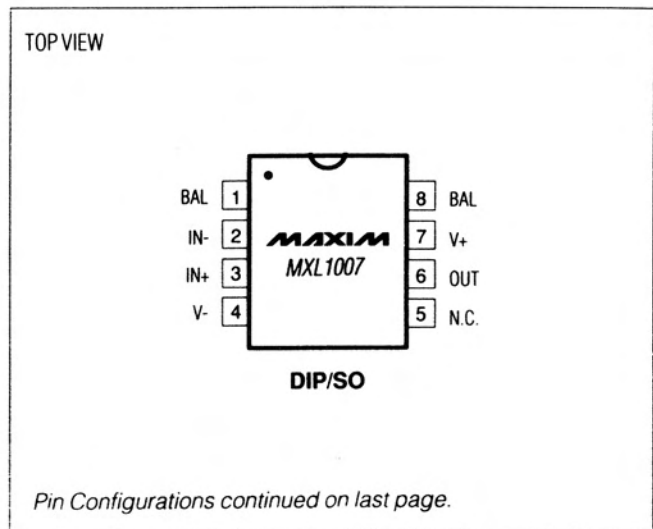 TOP VIEW
BAL 1
IN- 2
IN+ 3
V- 4
MAXIM
MXL1007
8 BAL
7 V+
6 OUT
5 N.C.
DIP/SO
Pin Configurations continued on last page.